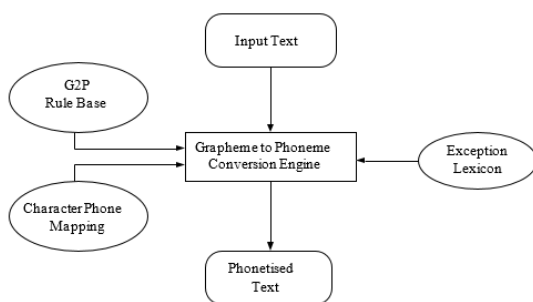 Input Text
G2P
Rule Base
Grapheme to Phoneme
Conversion Engine
Exception
Lexicon
Character Phone
Mapping
Phonetised
Text